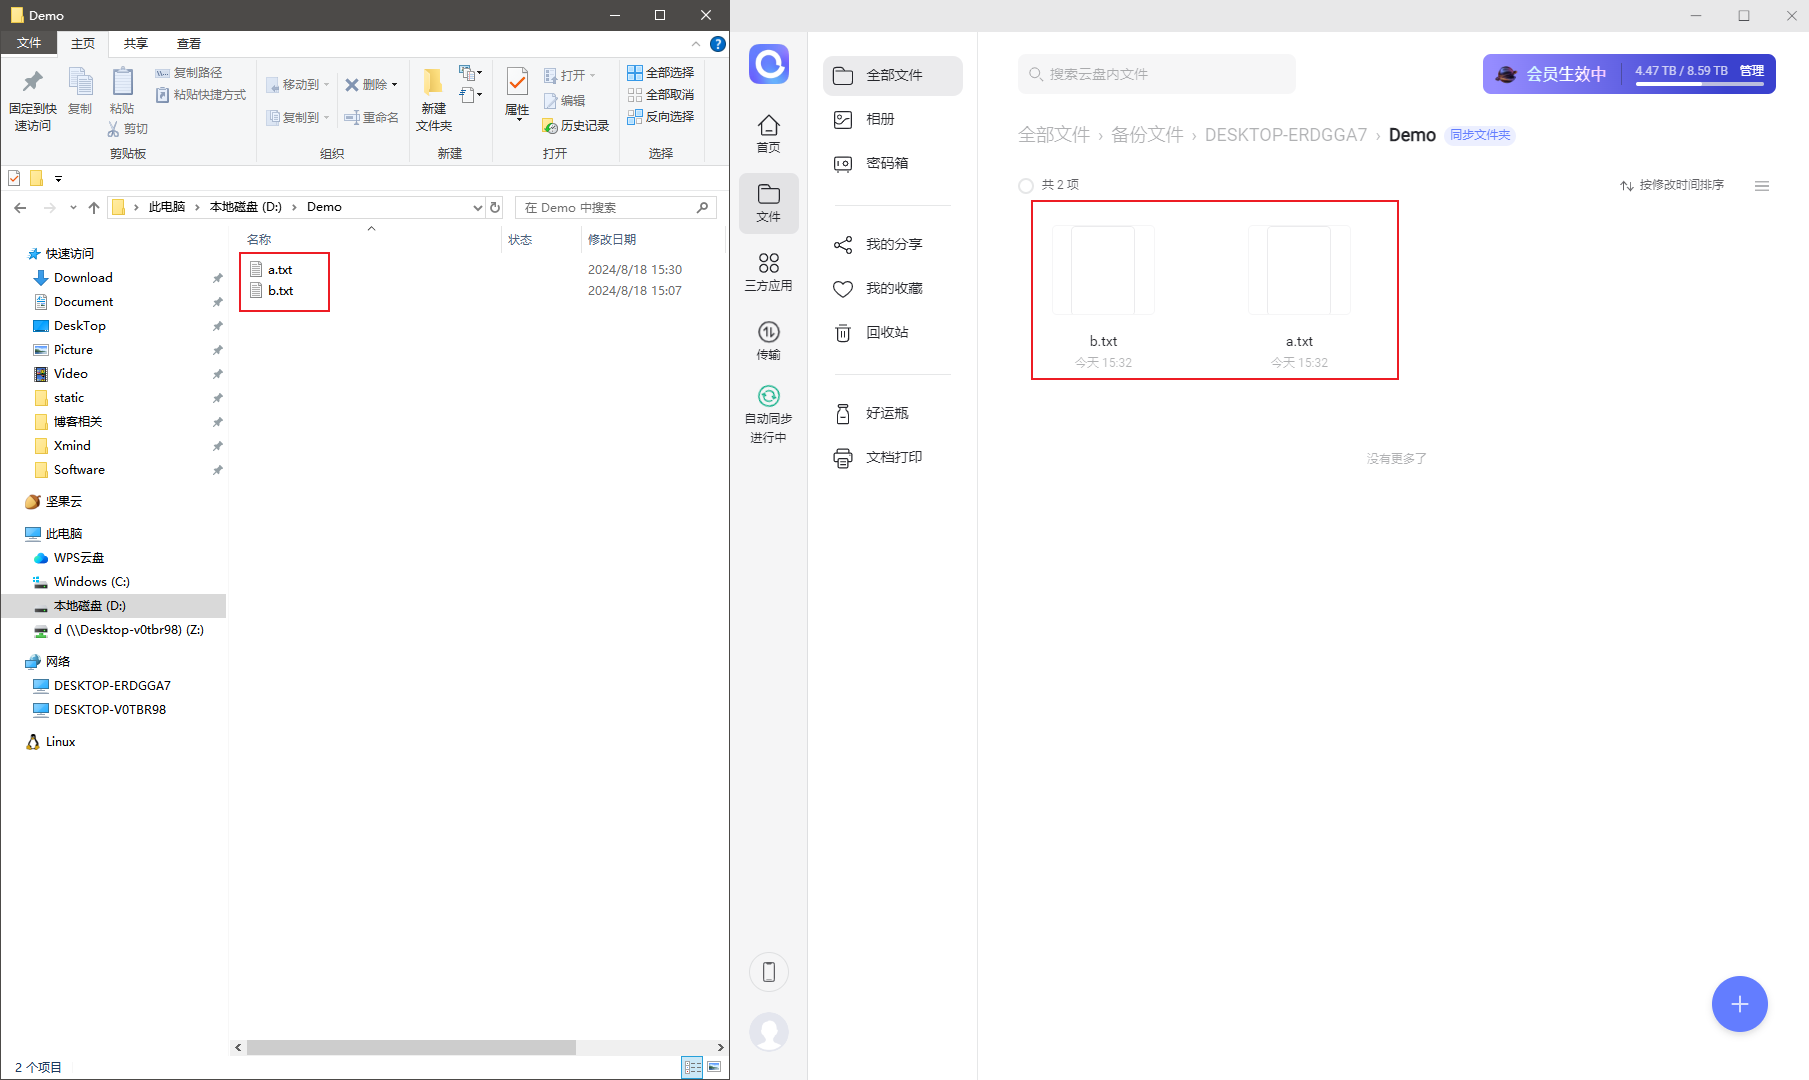 Demo
文件
主页
共享
查看
固定到快
速访问
复制
粘贴
复制路径
粘贴快捷方式
剪切
剪贴板
移动到
复制到
删除
重命名
组织
新建
文件夹
新建
属性
打开
编辑
历史记录
打开
全部选择
全部取消
反向选择
选择
此电脑
本地磁盘 (D:)
Demo
在 Demo 中搜索
快速访问
Download
Document
DeskTop
Picture
Video
static
博客相关
Xmind
Software
坚果云
此电脑
WPS云盘
Windows (C:)
本地磁盘 (D:)
d (\\Desktop-v0tbr98) (Z:)
网络
DESKTOP-ERDGGA7
DESKTOP-V0TBR98
Linux
名称
状态
修改日期
a.txt
2024/8/18 15:30
b.txt
2024/8/18 15:07
2 个项目
首页
文件
三方应用
传输
自动同步
进行中
全部文件
相册
密码箱
我的分享
我的收藏
回收站
好运瓶
文档打印
搜索云盘内文件
会员生效中
4.47 TB / 8.59 TB
管理
全部文件 › 备份文件 › DESKTOP-ERDGGA7 › Demo
同步文件夹
共 2 项
按修改时间排序
b.txt
今天 15:32
a.txt
今天 15:32
没有更多了